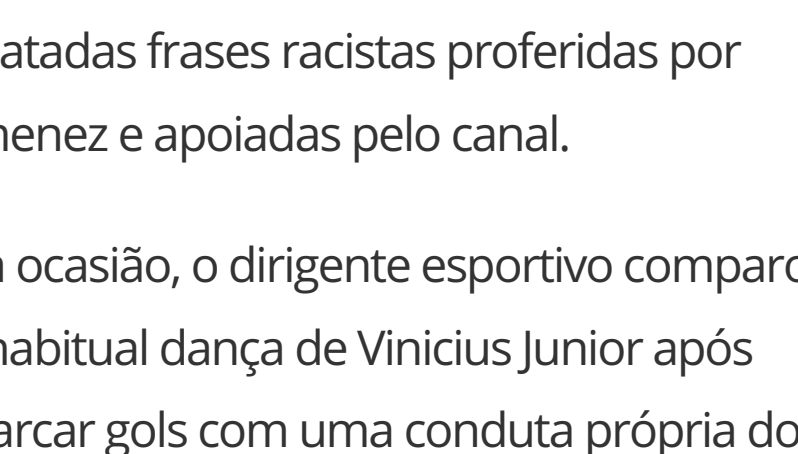 atadas frases racistas proferidas por
enez e apoiadas pelo canal.
ocasião, o dirigente esportivo comparo
habitual dança de Vinicius Junior após
arcar gols com uma conduta própria do